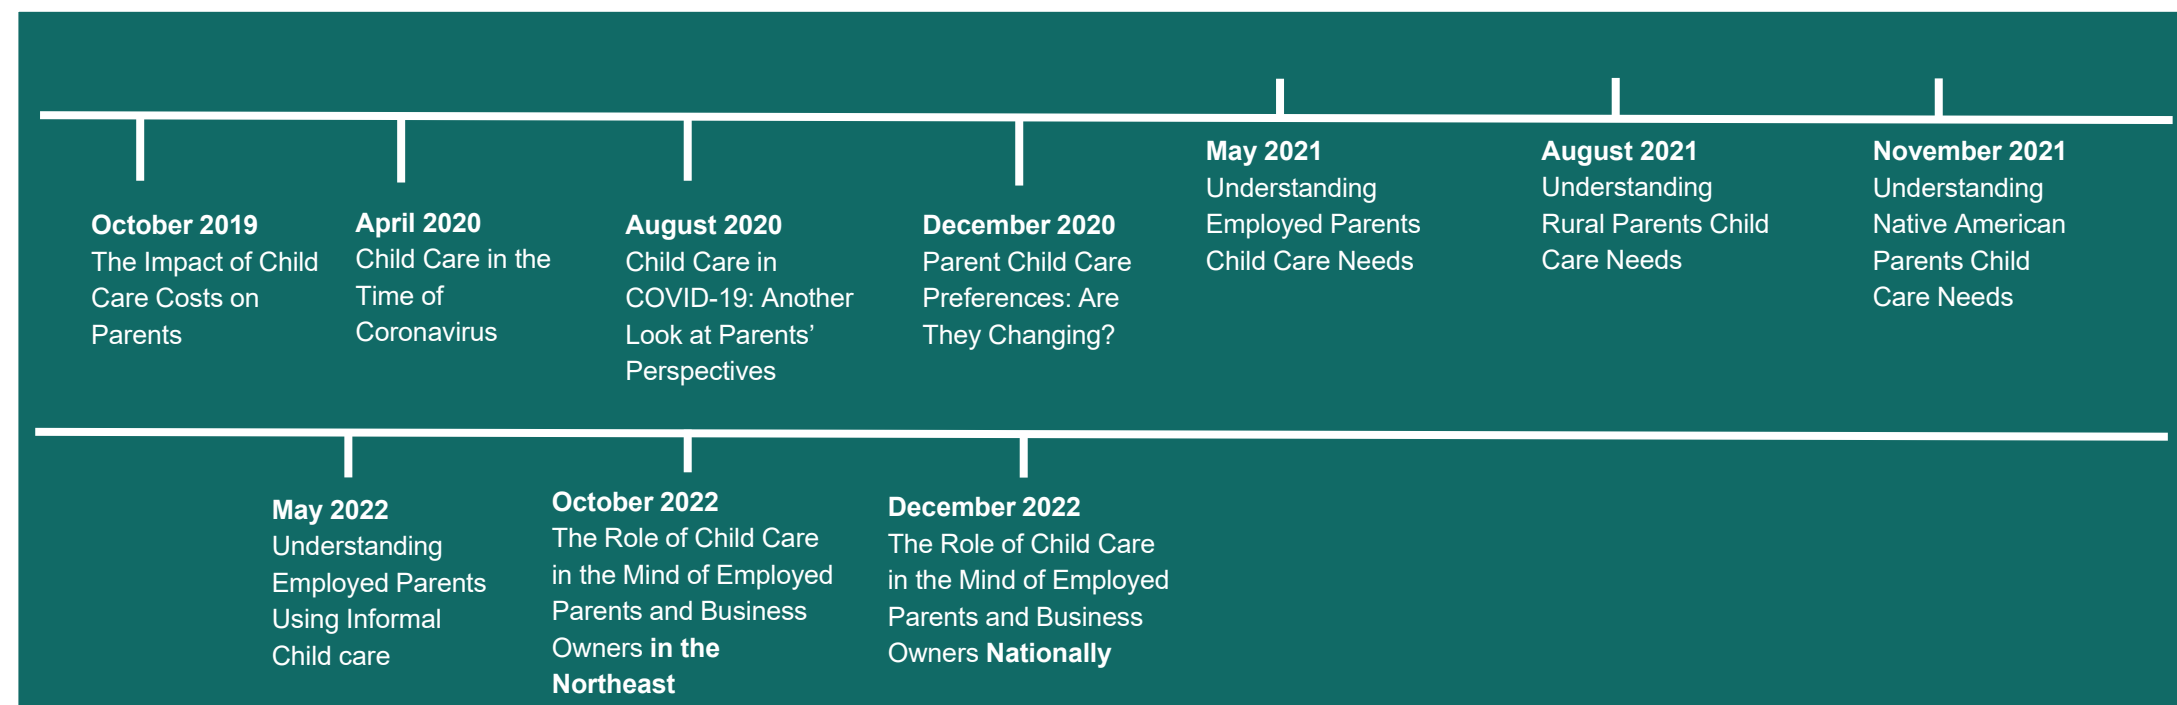 October 2019
The Impact of Child
Care Costs on
Parents
April 2020
Child Care in the
Time of
Coronavirus
August 2020
Child Care in
COVID-19: Another
Look at Parents’
Perspectives
December 2020
Parent Child Care
Preferences: Are
They Changing?
May 2021
Understanding
Employed Parents
Child Care Needs
August 2021
Understanding
Rural Parents Child
Care Needs
November 2021
Understanding
Native American
Parents Child
Care Needs
May 2022
Understanding
Employed Parents
Using Informal
Child care
October 2022
The Role of Child Care
in the Mind of Employed
Parents and Business
Owners in the
Northeast
December 2022
The Role of Child Care
in the Mind of Employed
Parents and Business
Owners Nationally